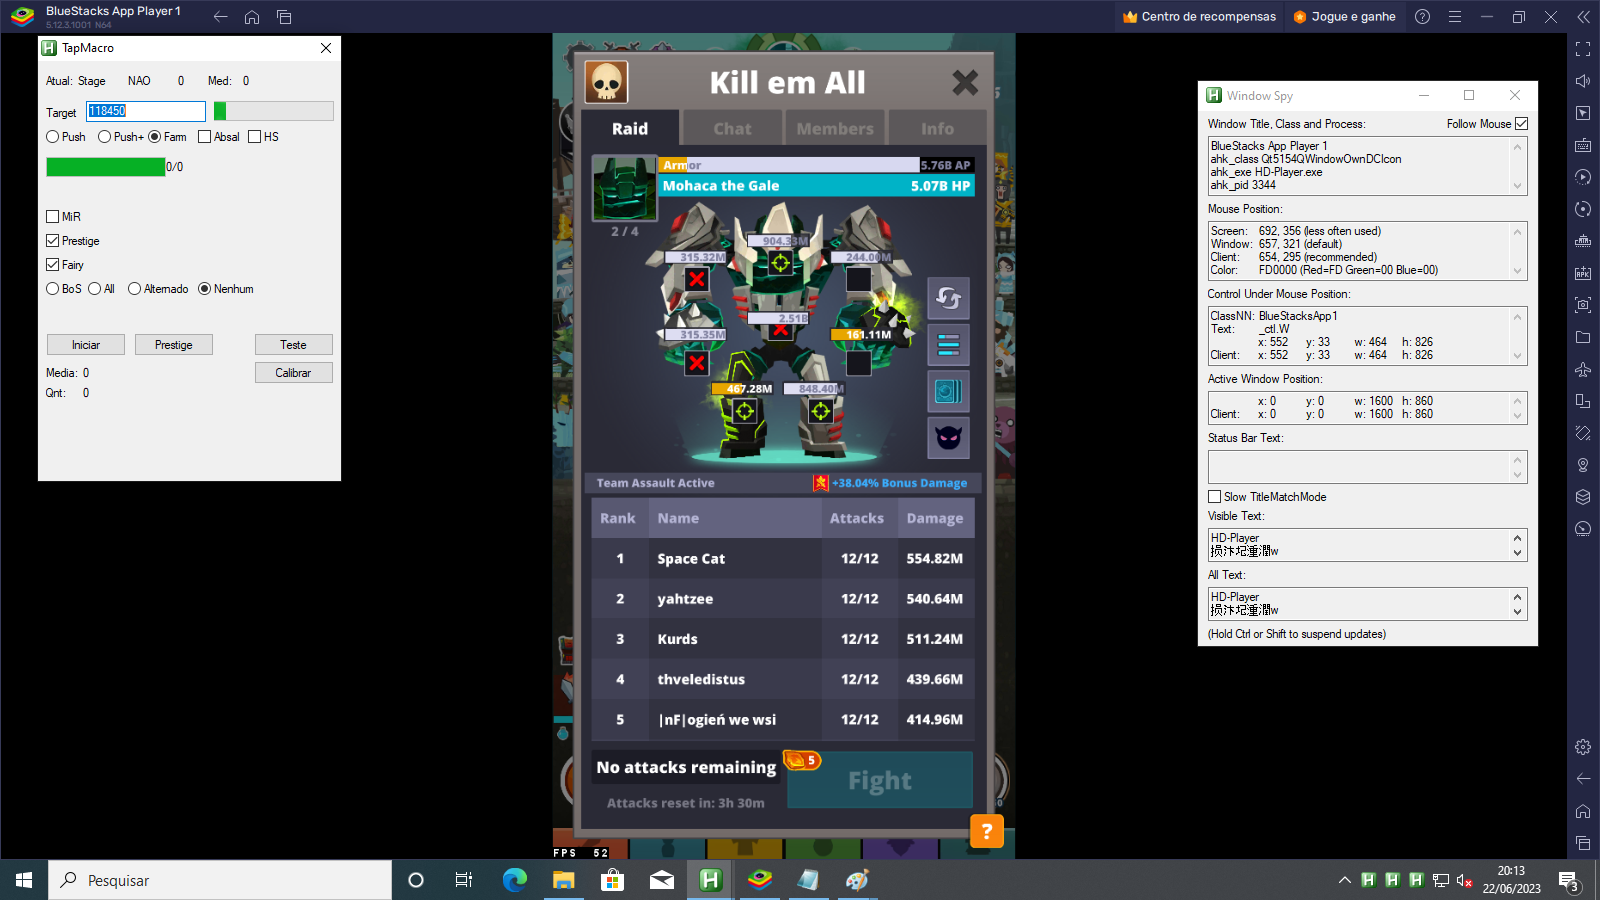 BlueStacks App Player 1
5.12.3.1001 N64
Centro de recompensas
Jogue e ganhe
TapMacro
Atual: Stage NAO 0 Med: 0
Target 118450
Push Push+ Farm Absal HS
0/0
MiR
Prestige
Fairy
BoS All Alternado Nenhum
Iniciar Prestige Teste
Media: 0 Calibrar
Qnt: 0
Kill em All
Raid Chat Members Info
Armor 5.76B AP
Mohaca the Gale 5.07B HP
2 / 4
904.33M
315.32M 244.00M
2.51B
315.35M 161.11M
467.28M 848.40M
Team Assault Active +38.04% Bonus Damage
Rank Name Attacks Damage
1 Space Cat 12/12 554.82M
2 yahtzee 12/12 540.64M
3 Kurds 12/12 511.24M
4 thveledistus 12/12 439.66M
5 |nF|ogień we wsi 12/12 414.96M
No attacks remaining
5
Fight
Attacks reset in: 3h 30m
?
FPS 52
Window Spy
Window Title, Class and Process: Follow Mouse
BlueStacks App Player 1
ahk_class Qt5154QWindowOwnDCIcon
ahk_exe HD-Player.exe
ahk_pid 3344
Mouse Position:
Screen: 692, 356 (less often used)
Window: 657, 321 (default)
Client: 654, 295 (recommended)
Color: FD0000 (Red=FD Green=00 Blue=00)
Control Under Mouse Position:
ClassNN: BlueStacksApp1
Text: _ctl.W
x: 552 y: 33 w: 464 h: 826
Client: x: 552 y: 33 w: 464 h: 826
Active Window Position:
x: 0 y: 0 w: 1600 h: 860
Client: x: 0 y: 0 w: 1600 h: 860
Status Bar Text:
Slow TitleMatchMode
Visible Text:
HD-Player
All Text:
HD-Player
(Hold Ctrl or Shift to suspend updates)
Pesquisar
20:13
22/06/2023
3